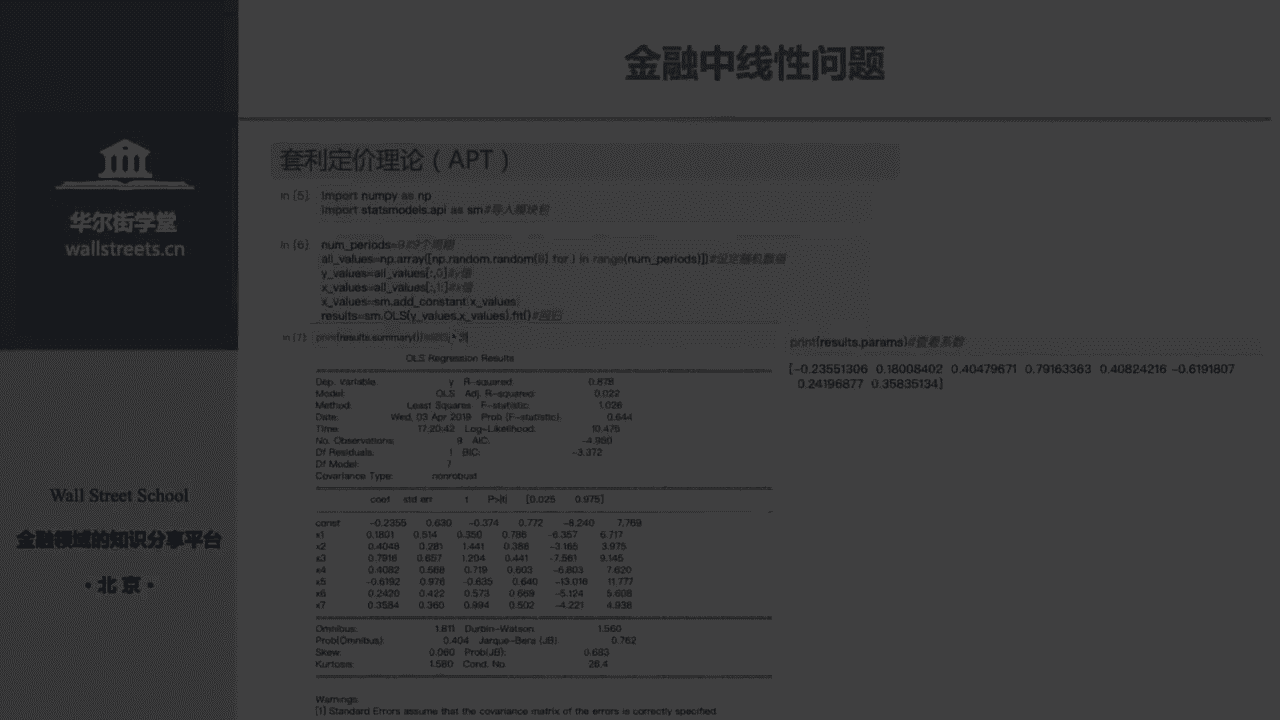 金融中线性问题
华尔街学堂
wallstreets.cn
Wall Street School
金融领域的知识分享平台
• 北 京 •
套利定价理论（APT）
In [5] import numpy as np
import statsmodels.api as sm#导入模块包
In [6] num_periods=9#9个周期
all_values=np.array([np.random.random(8) for i in range(num_periods)])#设定随机数组
y_values=all_values[:,0]#y值
x_values=all_values[:,1:]#x值
x_values=sm.add_constant(x_values)
results=sm.OLS(y_values,x_values).fit()#回归
In [7] print(results.summary())
OLS Regression Results
Dep. Variable: y R-squared: 0.878
Model: OLS Adj. R-squared: 0.022
Method: Least Squares F-statistic: 1.026
Date: Wed, 03 Apr 2019 Prob (F-statistic): 0.644
Time: 17:20:42 Log-Likelihood: 10.475
No. Observations: 9 AIC: -4.950
Df Residuals: 1 BIC: -3.372
Df Model: 7
Covariance Type: nonrobust
coef std err t P>|t| [0.025 0.975]
const -0.2355 0.630 -0.374 0.772 -8.240 7.769
x1 0.1801 0.514 0.350 0.786 -6.357 6.717
x2 0.4048 0.281 1.441 0.386 -3.165 3.975
x3 0.7916 0.657 1.204 0.441 -7.561 9.145
x4 0.4082 0.568 0.719 0.603 -6.803 7.620
x5 -0.6192 0.976 -0.635 0.640 -13.016 11.777
x6 0.2420 0.422 0.573 0.669 -5.124 5.608
x7 0.3584 0.360 0.994 0.502 -4.221 4.938
Omnibus: 1.811 Durbin-Watson: 1.560
Prob(Omnibus): 0.404 Jarque-Bera (JB): 0.762
Skew: 0.060 Prob(JB): 0.683
Kurtosis: 1.580 Cond. No 26.4
Warnings:
[1] Standard Errors assume that the covariance matrix of the errors is correctly specified
print(results.params)#查看系数
[-0.23551306 0.18008402 0.40479671 0.79163363 0.40824216 -0.6191807
0.24196877 0.35835134]